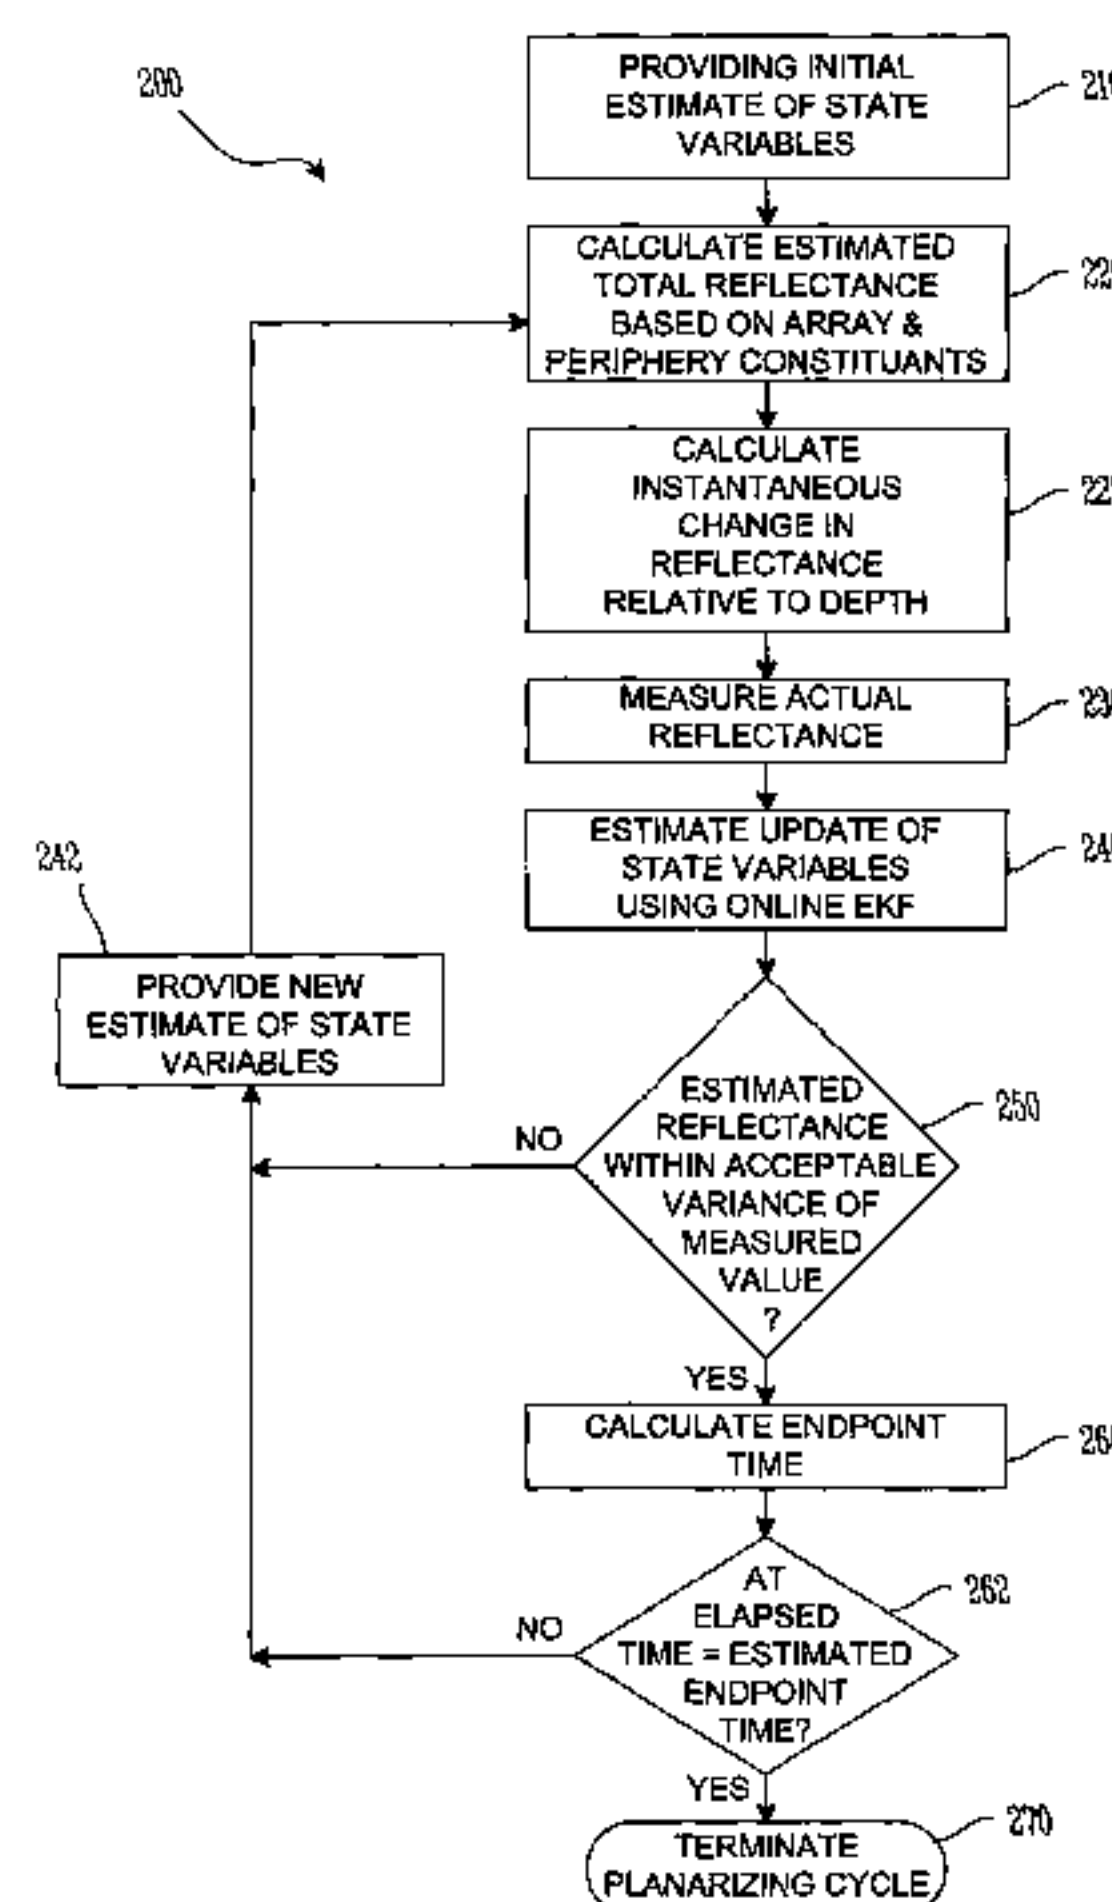 200
PROVIDING INITIAL
ESTIMATE OF STATE
VARIABLES
CALCULATE ESTIMATED
TOTAL REFLECTANCE
BASED ON ARRAY &
PERIPHERY CONSTITUANTS
CALCULATE
INSTANTANEOUS
CHANGE IN
REFLECTANCE
RELATIVE TO DEPTH
MEASURE ACTUAL
REFLECTANCE
ESTIMATE UPDATE OF
STATE VARIABLES
USING ONLINE EKF
242
PROVIDE NEW
ESTIMATE OF STATE
VARIABLES
ESTIMATED
REFLECTANCE
WITHIN ACCEPTABLE
VARIANCE OF
MEASURED
VALUE
?
250
NO
YES
CALCULATE ENDPOINT
TIME
AT
ELAPSED
TIME = ESTIMATED
ENDPOINT
TIME?
262
NO
YES
TERMINATE
PLANARIZING CYCLE
270